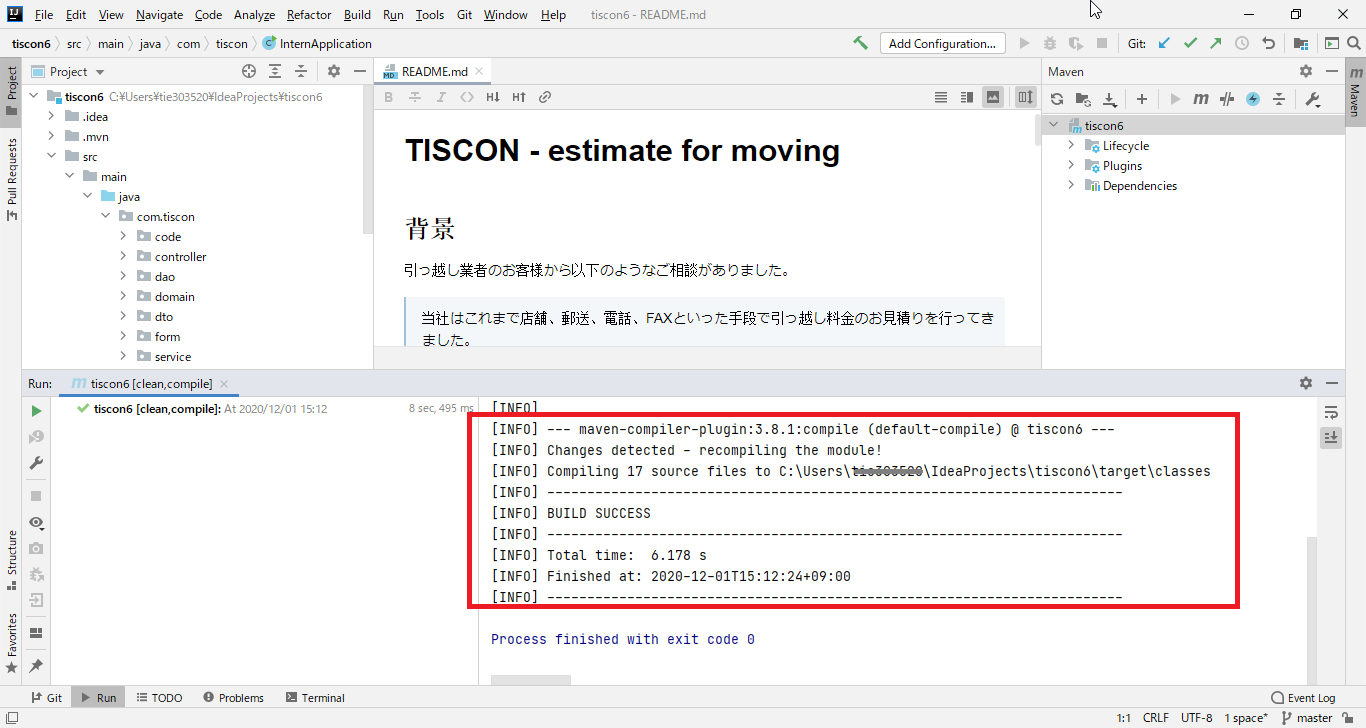 File Edit View Navigate Code Analyze Refactor Build Run Tools Git Window Help tiscon6 - README.md
tiscon6 src main java com tiscon InternApplication Add Configuration... Git:
Project
Pull Requests
Structure
Favorites
Project
tiscon6 C:¥Users¥tie303520¥IdeaProjects¥tiscon6
.idea
.mvn
src
main
java
com.tiscon
code
controller
dao
domain
dto
form
service
README.md
TISCON - estimate for moving
背景
引っ越し業者のお客様から以下のようなご相談がありました。
当社はこれまで店舗、郵送、電話、FAXといった手段で引っ越し料金のお見積りを行ってき
ました。
Maven
tiscon6
Lifecycle
Plugins
Dependencies
Maven
Run: tiscon6 [clean,compile]
tiscon6 [clean,compile]: At 2020/12/01 15:12 8 sec, 495 ms
[INFO]
[INFO] --- maven-compiler-plugin:3.8.1:compile (default-compile) @ tiscon6 ---
[INFO] Changes detected - recompiling the module!
[INFO] Compiling 17 source files to C:\Users\tie303520\IdeaProjects\tiscon6\target\classes
[INFO] ------------------------------------------------------------------------
[INFO] BUILD SUCCESS
[INFO] ------------------------------------------------------------------------
[INFO] Total time:  6.178 s
[INFO] Finished at: 2020-12-01T15:12:24+09:00
[INFO] ------------------------------------------------------------------------
Process finished with exit code 0
Git Run TODO Problems Terminal Event Log
1:1 CRLF UTF-8 1 space* master